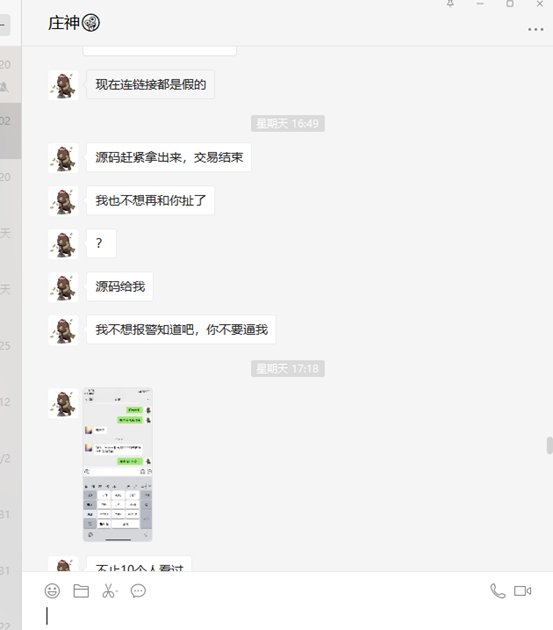 庄神
现在连链接都是假的
星期天 16:49
源码赶紧拿出来，交易结束
我也不想再和你扯了
？
源码给我
我不想报警知道吧，你不要逼我
星期天 17:18
不止10个人看过
20
02
20
天
天
25
12
/2
31
31
22